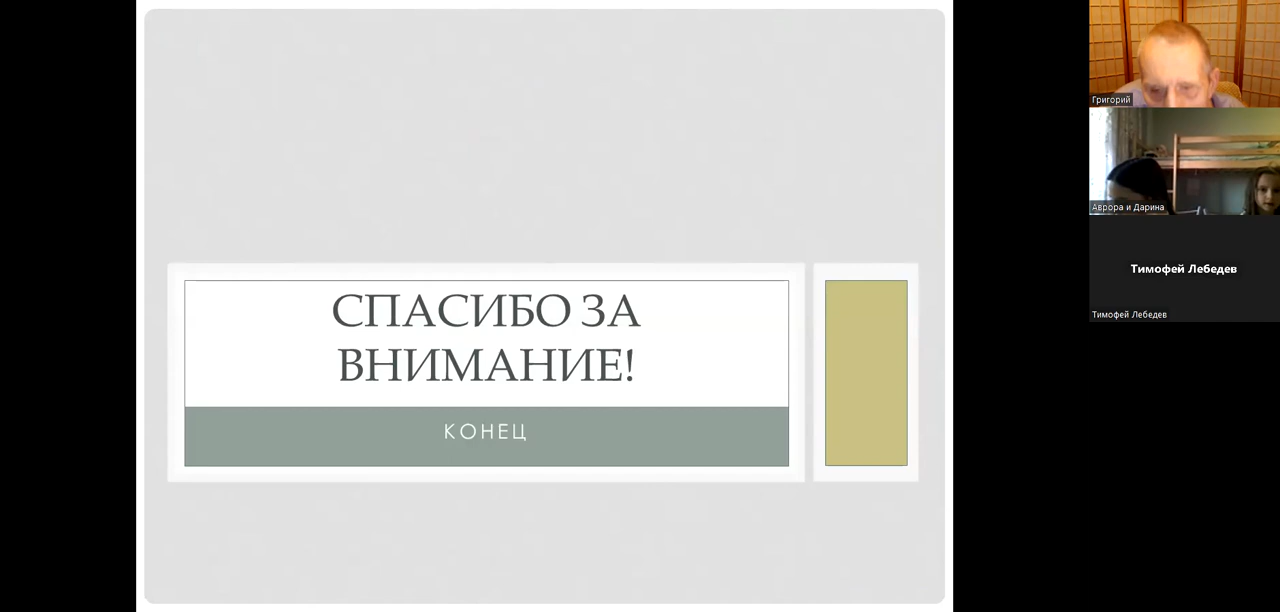 СПАСИБО ЗА
ВНИМАНИЕ!
КОНЕЦ
Григорий
Аврора и Дарина
Тимофей Лебедев
Тимофей Лебедев